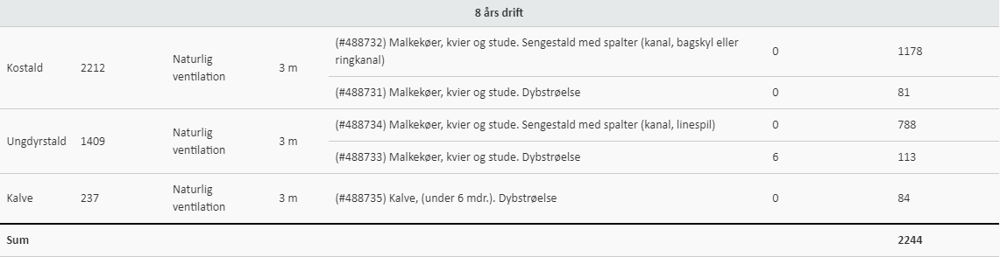 8 års drift
Kostald 2212 Naturlig ventilation 3 m (#488732) Malkekøer, kvier og stude. Sengestald med spalter (kanal, bagskyl eller ringkanal) 0 1178
(#488731) Malkekøer, kvier og stude. Dybstrøelse 0 81
Ungdyrstald 1409 Naturlig ventilation 3 m (#488734) Malkekøer, kvier og stude. Sengestald med spalter (kanal, linespil) 0 788
(#488733) Malkekøer, kvier og stude. Dybstrøelse 6 113
Kalve 237 Naturlig ventilation 3 m (#488735) Kalve, (under 6 mdr.). Dybstrøelse 0 84
Sum 2244